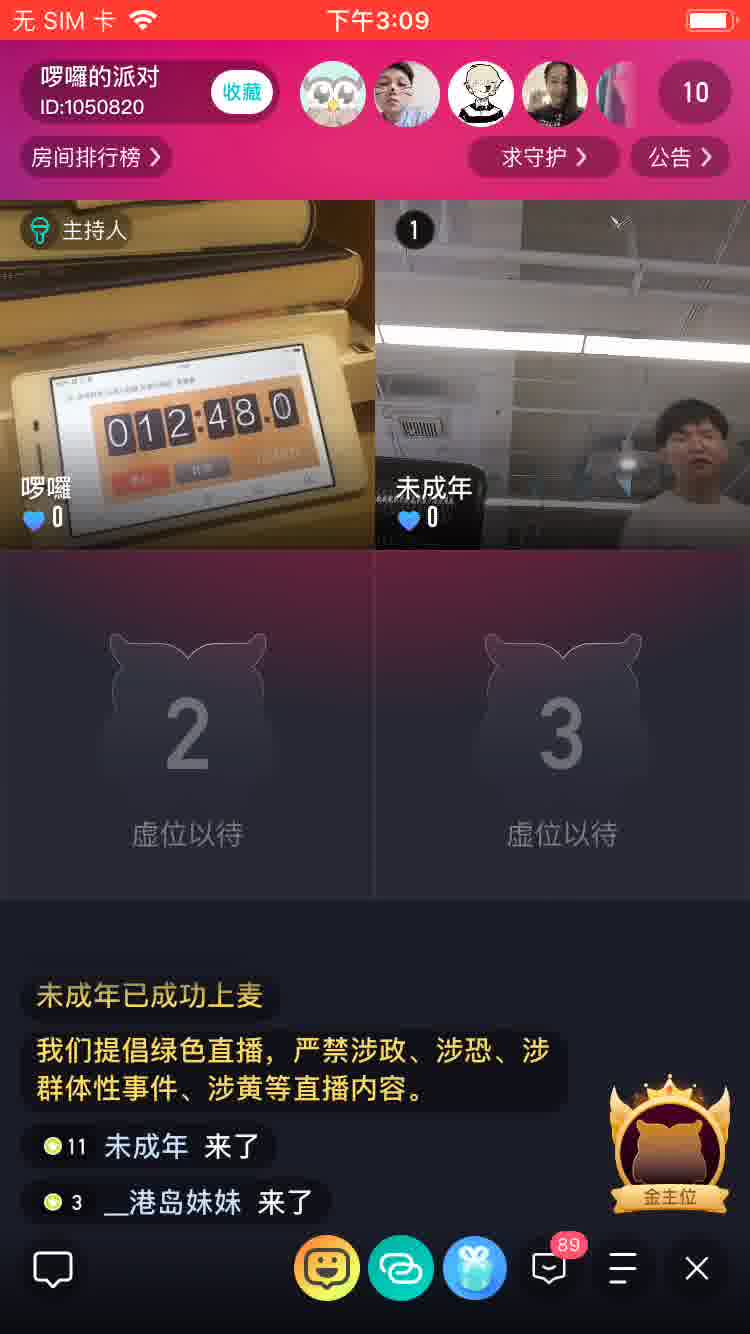 无 SIM 卡
下午3:09
啰囉的派对
ID:1050820
收藏
10
房间排行榜
求守护
公告
主持人
1
012:48.0
啰囉
0
未成年
0
2
虚位以待
3
虚位以待
未成年已成功上麦
我们提倡绿色直播，严禁涉政、涉恐、涉
群体性事件、涉黄等直播内容。
11 未成年 来了
3 __港岛妹妹 来了
金主位
89